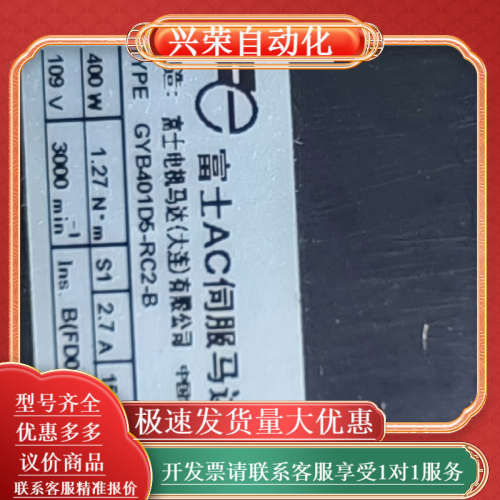 兴荣自动化
富士AC伺服马
造：富士电机马达(大连)有限公司
YPE GYB401D5-RC2-B
400 W 1.27 N·m S1 2.7 A
109 V 3000 min⁻¹ Ins. B(F
型号齐全
优惠多多
议价商品
联系客服精准报价
极速发货量大优惠
开发票请联系客服享受1对1服务